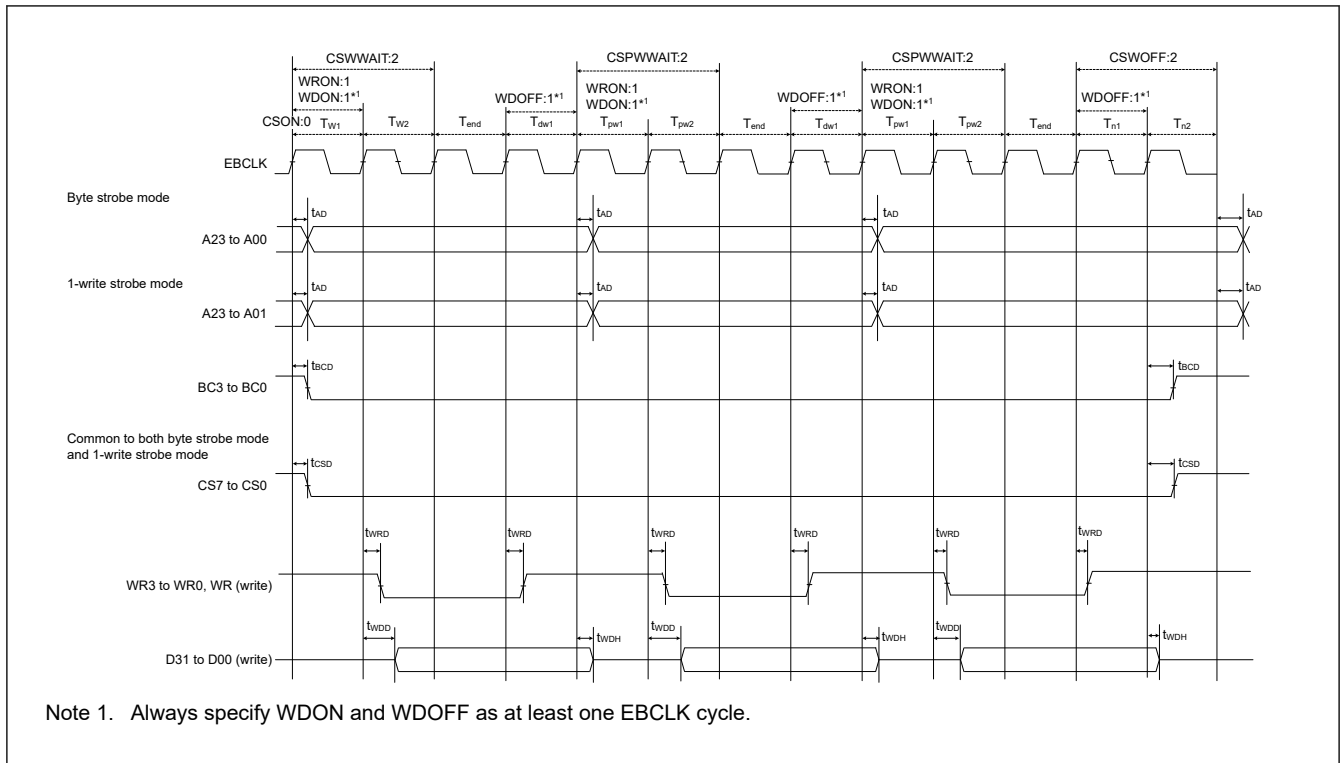 CSWWAIT:2 CSPWWAIT:2 CSPWWAIT:2 CSWOFF:2
WRON:1 WRON:1 WRON:1
WDON:1*1 WDOFF:1*1 WDON:1*1 WDOFF:1*1 WDON:1*1 WDOFF:1*1
CSON:0 TW1 TW2 Tend Tdw1 Tpw1 Tpw2 Tend Tdw1 Tpw1 Tpw2 Tend Tn1 Tn2
EBCLK
Byte strobe mode
tAD tAD tAD tAD
A23 to A00
1-write strobe mode
tAD tAD tAD tAD
A23 to A01
tBCD tBCD
BC3 to BC0
Common to both byte strobe mode
and 1-write strobe mode
tCSD tCSD
CS7 to CS0
tWRD tWRD tWRD tWRD tWRD tWRD
WR3 to WR0, WR (write)
tWDD tWDH tWDD tWDH tWDD tWDH
D31 to D00 (write)
Note 1. Always specify WDON and WDOFF as at least one EBCLK cycle.